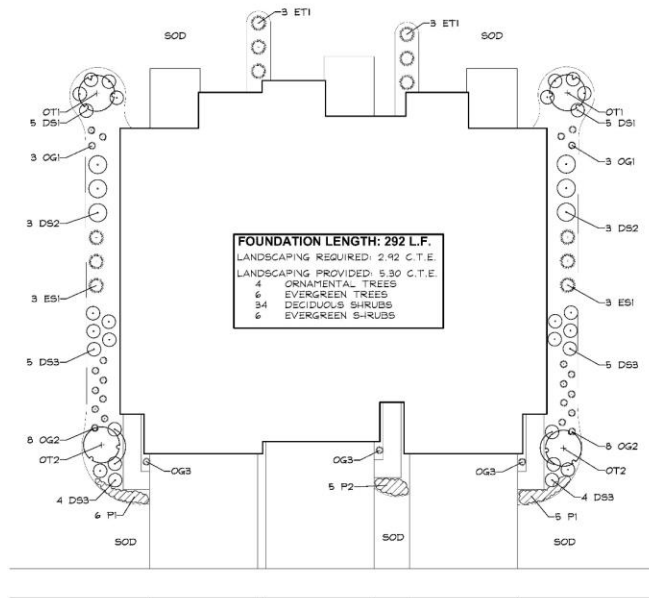 3 ET1
3 ET1
SOD
SOD
OT1
5 DS1
3 OG1
3 DS2
3 ES1
5 DS3
8 OG2
OT2
4 DS3
6 P1
SOD
OG3
FOUNDATION LENGTH: 292 L.F.
LANDSCAPING REQUIRED: 2.92 C.T.E.
LANDSCAPING PROVIDED: 5.30 C.T.E.
4 ORNAMENTAL TREES
6 EVERGREEN TREES
34 DECIDUOUS SHRUBS
6 EVERGREEN SHRUBS
OG3
5 P2
SOD
OT1
5 DS1
3 OG1
3 DS2
3 ES1
5 DS3
8 OG2
OG3
OT2
4 DS3
5 P1
SOD